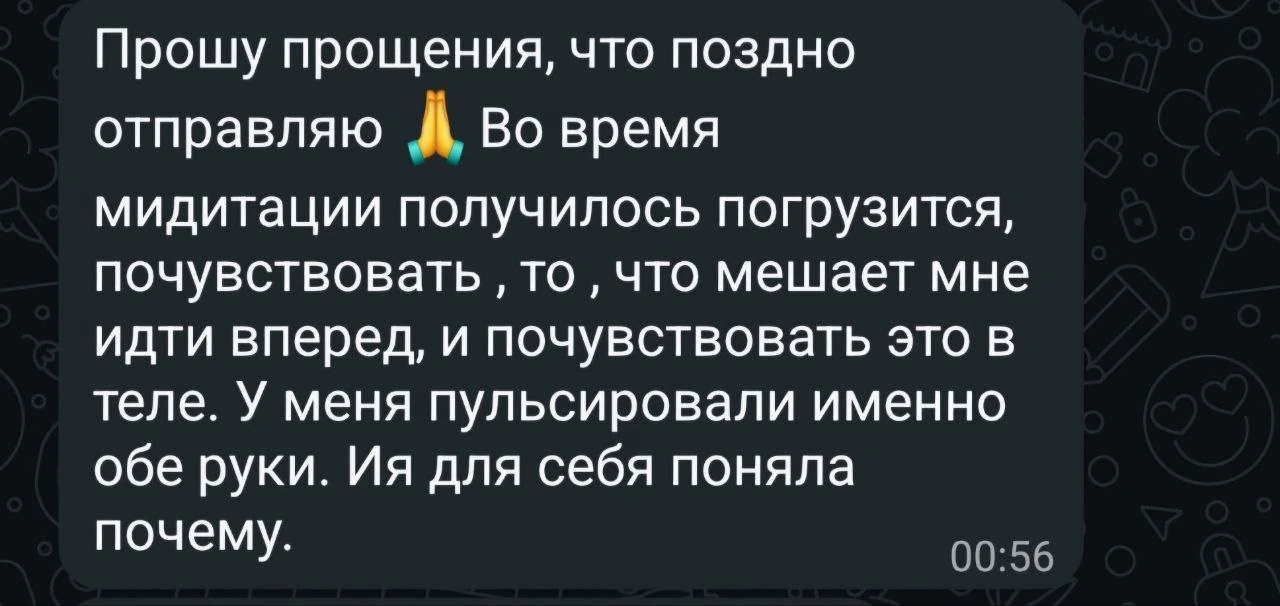 Прошу прощения, что поздно
отправляю 🙏 Во время
мидитации получилось погрузится,
почувствовать , то , что мешает мне
идти вперед, и почувствовать это в
теле. У меня пульсировали именно
обе руки. Ия для себя поняла
почему.
00:56